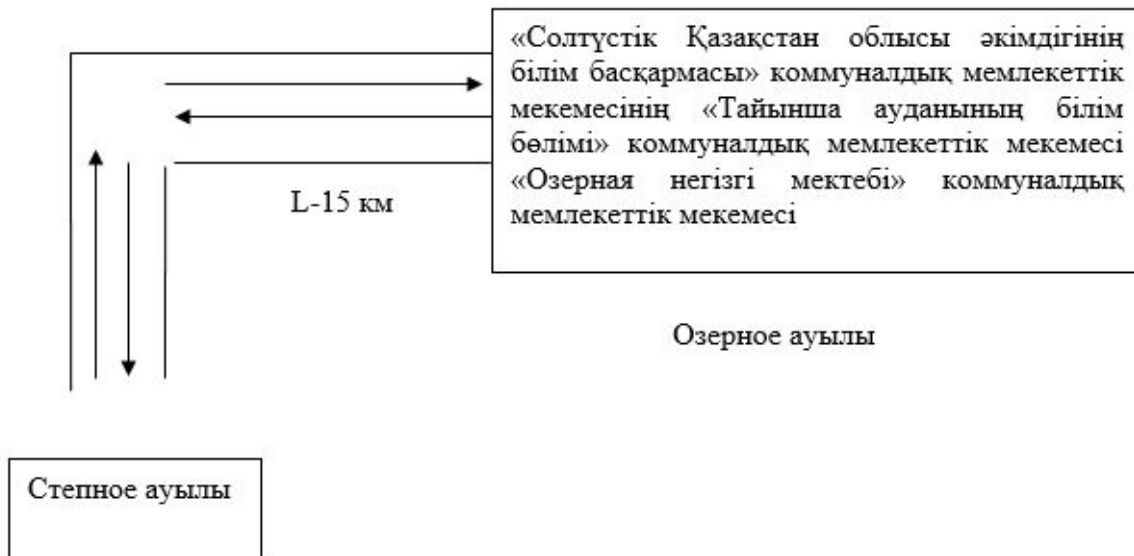 «Солтүстік Қазақстан облысы әкімдігінің
білім басқармасы» коммуналдық мемлекеттік
мекемесінің «Тайынша ауданының білім
бөлімі» коммуналдық мемлекеттік мекемесі
«Озерная негізгі мектебі» коммуналдық
мемлекеттік мекемесі
L-15 км
Озерное ауылы
Степное ауылы